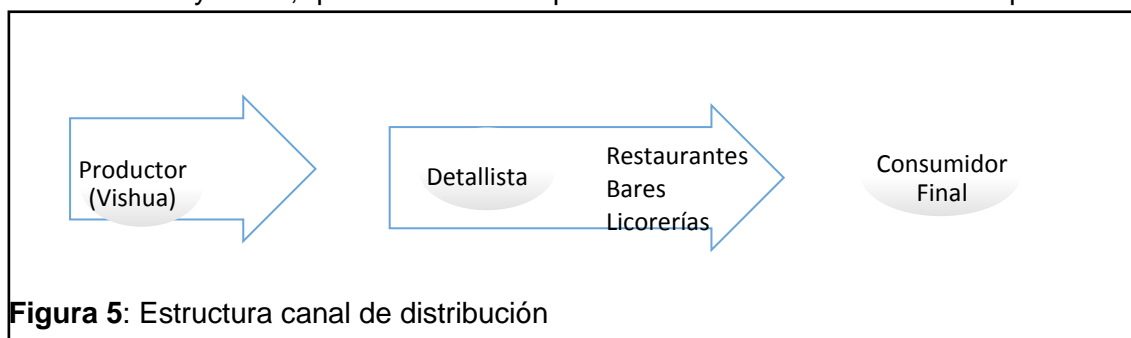 Productor
(Vishua)
Detallista
Restaurantes
Bares
Licorerías
Consumidor
Final
Figura 5: Estructura canal de distribución